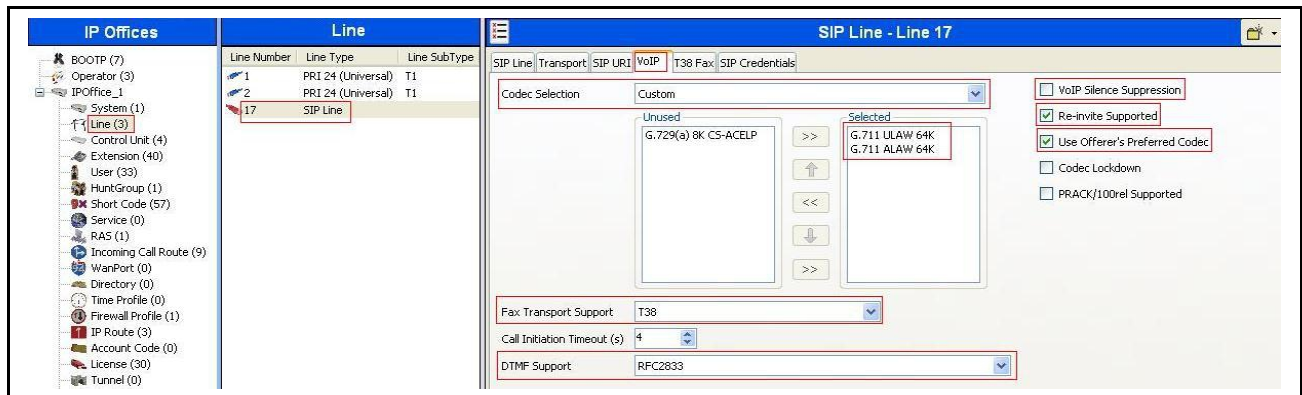 IP Offices
BOOTP (7)
Operator (3)
IPOffice_1
System (1)
Line (3)
Control Unit (4)
Extension (40)
User (33)
HuntGroup (1)
Short Code (57)
Service (0)
RAS (1)
Incoming Call Route (9)
WanPort (0)
Directory (0)
Time Profile (0)
Firewall Profile (1)
IP Route (3)
Account Code (0)
License (30)
Tunnel (0)
Line
Line Number Line Type Line SubType
1 PRI 24 (Universal) T1
2 PRI 24 (Universal) T1
17 SIP Line
SIP Line - Line 17
SIP Line Transport SIP URI VoIP T38 Fax SIP Credentials
Codec Selection Custom
Unused
G.729(a) 8K CS-ACELP
>>
<<
>>
Selected
G.711 ULAW 64K
G.711 ALAW 64K
VoIP Silence Suppression
Re-invite Supported
Use Offerer's Preferred Codec
Codec Lockdown
PRACK/100rel Supported
Fax Transport Support T38
Call Initiation Timeout (s) 4
DTMF Support RFC2833